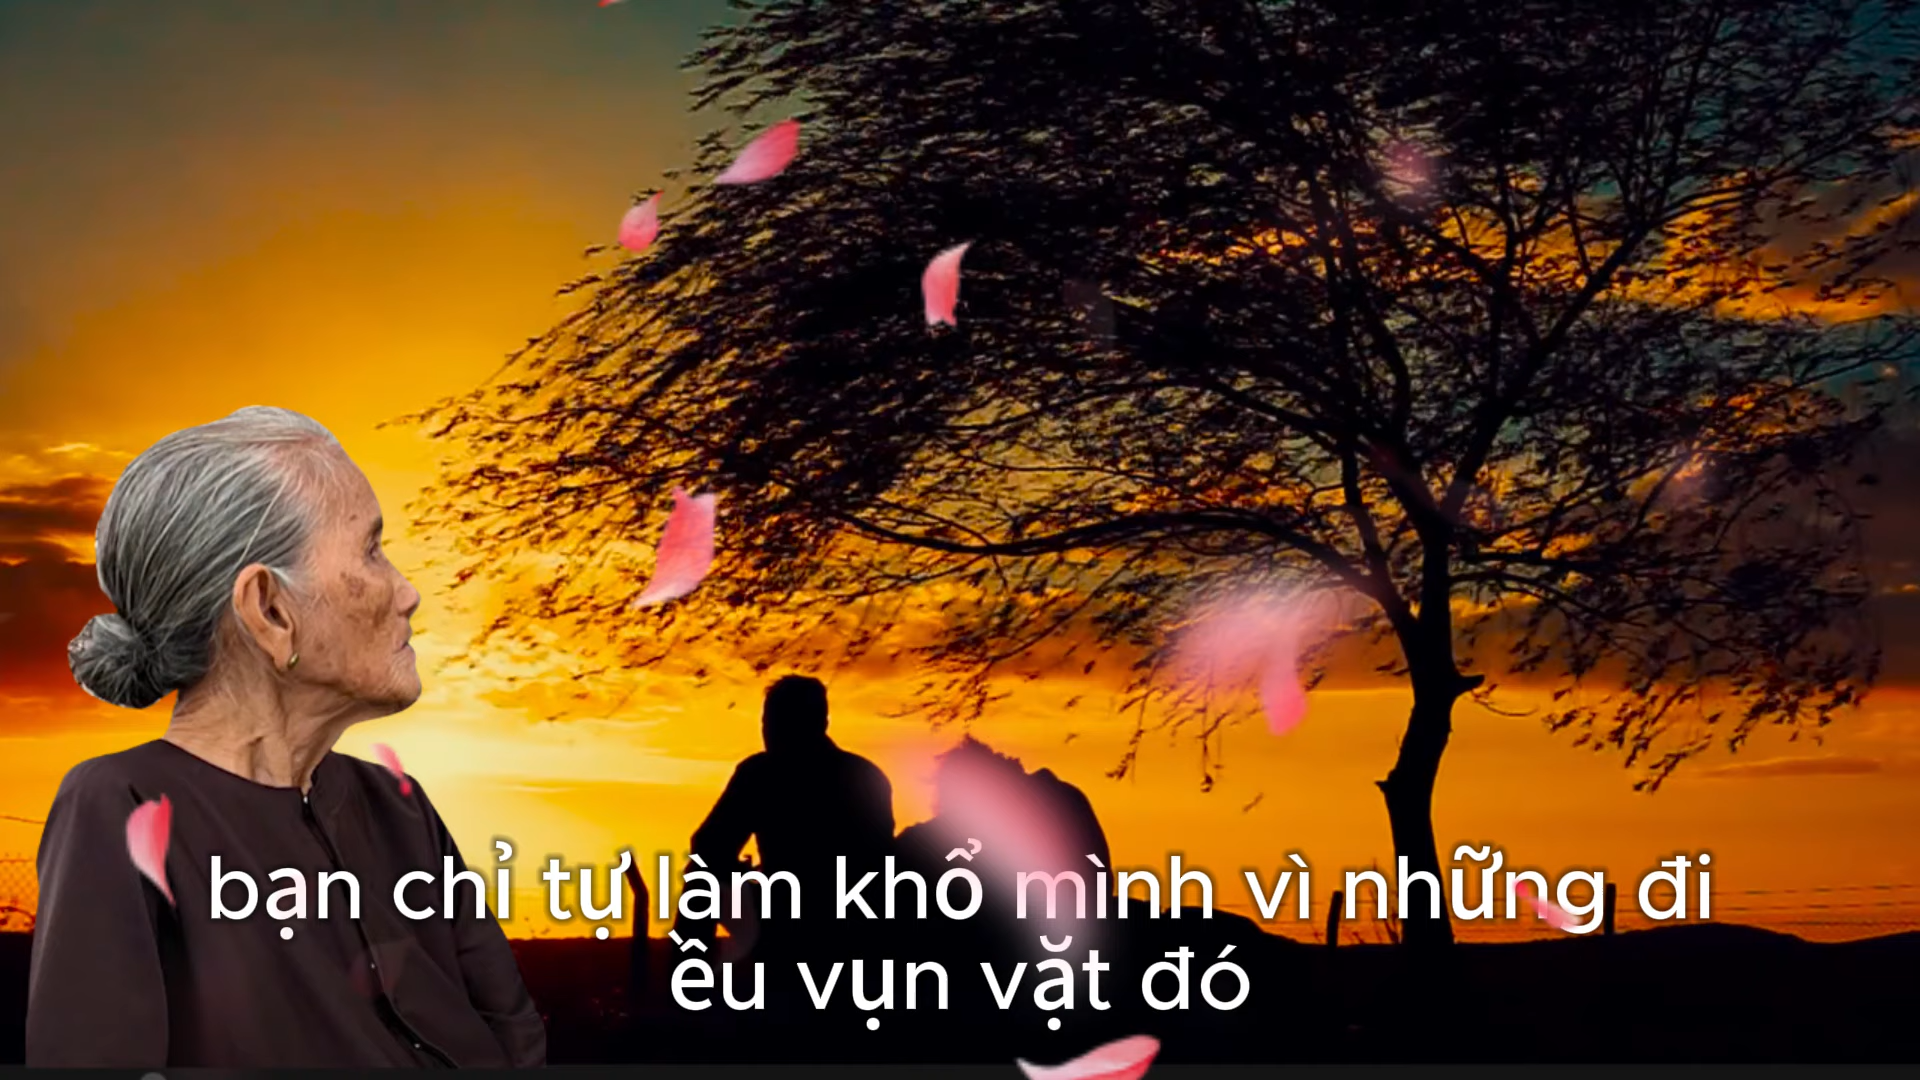 bạn chỉ tự làm khổ mình vì những đi
ều vụn vặt đó